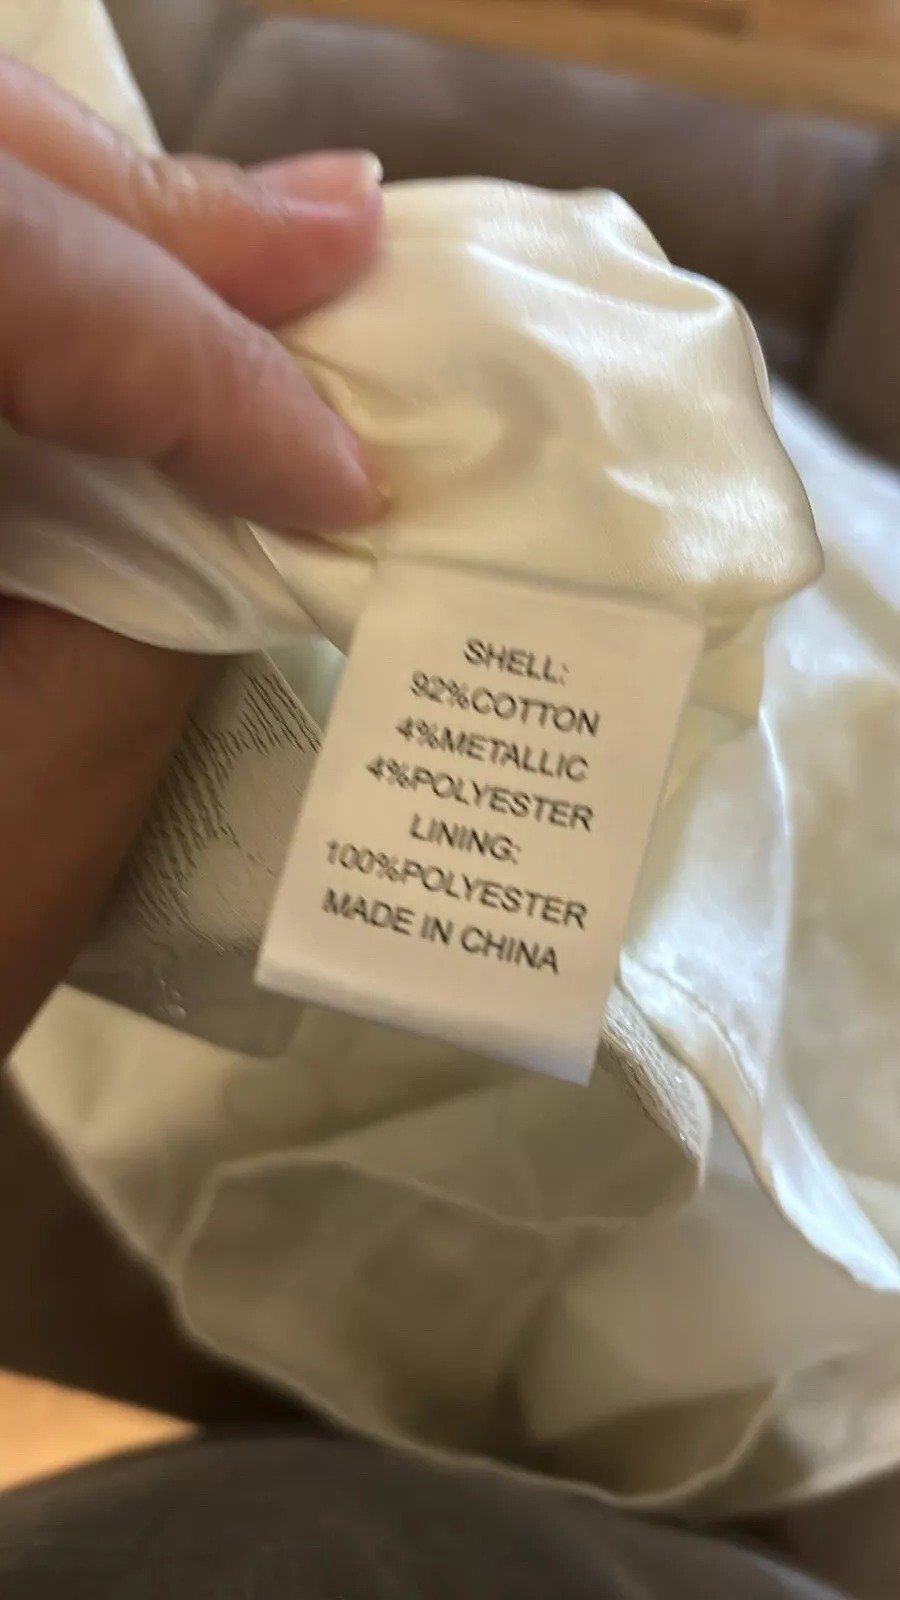 SHELL:
92%COTTON
4%METALLIC
4%POLYESTER
LINING:
100%POLYESTER
MADE IN CHINA